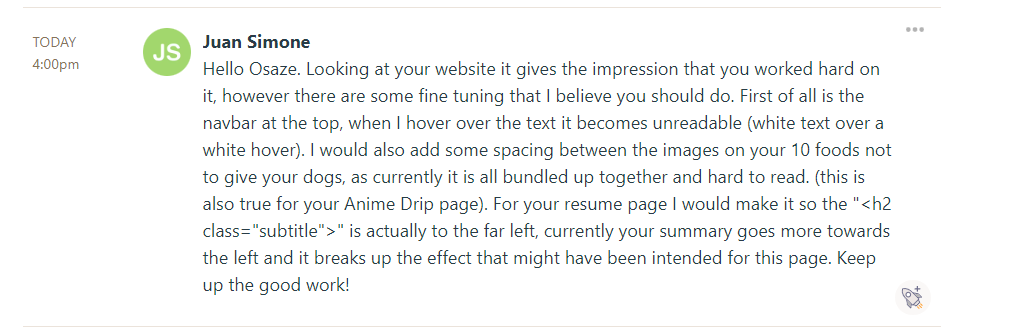 TODAY
4:00pm
JS
Juan Simone
Hello Osaze. Looking at your website it gives the impression that you worked hard on
it, however there are some fine tuning that I believe you should do. First of all is the
navbar at the top, when I hover over the text it becomes unreadable (white text over a
white hover). I would also add some spacing between the images on your 10 foods not
to give your dogs, as currently it is all bundled up together and hard to read. (this is
also true for your Anime Drip page). For your resume page I would make it so the "<h2
class="subtitle">" is actually to the far left, currently your summary goes more towards
the left and it breaks up the effect that might have been intended for this page. Keep
up the good work!